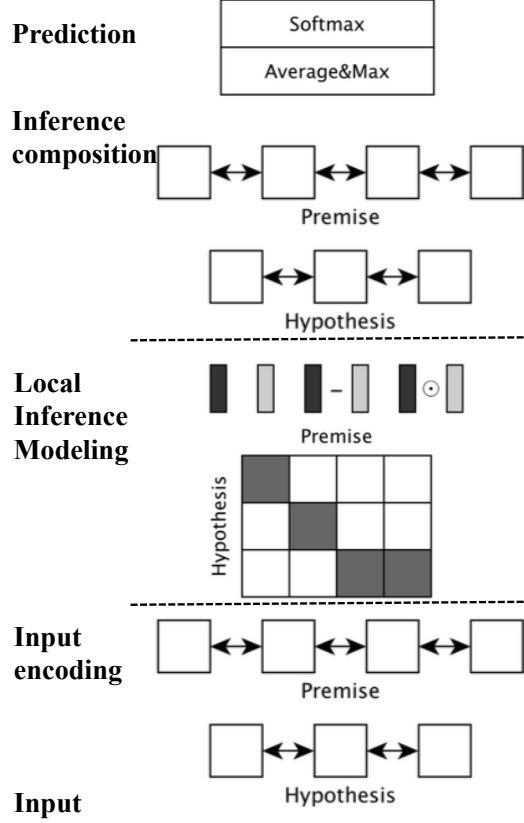 Prediction
Softmax
Average&Max
Inference
composition
Premise
Hypothesis
Local
Inference
Modeling
–
⊙
Premise
Hypothesis
Input
encoding
Premise
Hypothesis
Input